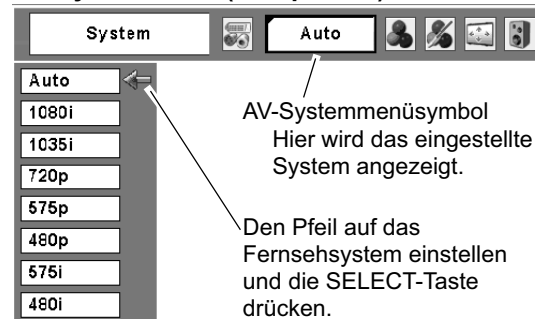 System
Auto
Auto
1080i
1035i
720p
575p
480p
575i
480i
AV-Systemmenüsymbol
Hier wird das eingestellte
System angezeigt.
Den Pfeil auf das
Fernsehsystem einstellen
und die SELECT-Taste
drücken.